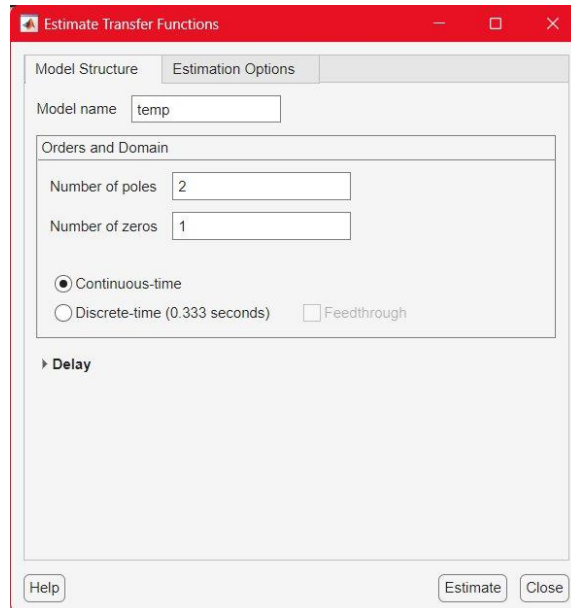 Estimate Transfer Functions
Model Structure Estimation Options
Model name temp
Orders and Domain
Number of poles 2
Number of zeros 1
Continuous-time
Discrete-time (0.333 seconds) Feedthrough
Delay
Help Estimate Close